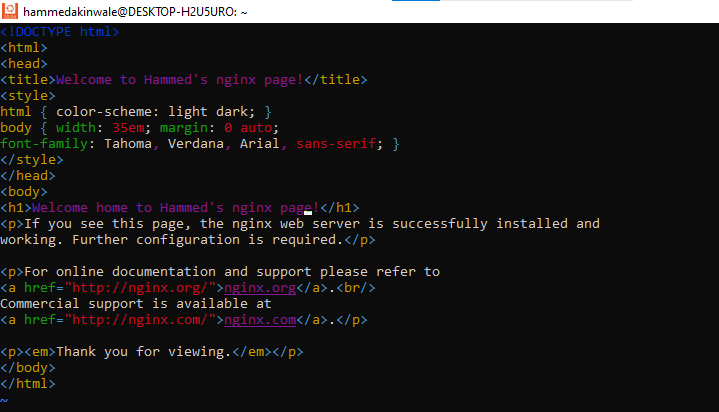 hammedakinwale@DESKTOP-H2U5URO: ~
<!DOCTYPE html>
<html>
<head>
<title>Welcome to Hammed's nginx page!</title>
<style>
html { color-scheme: light dark; }
body { width: 35em; margin: 0 auto;
font-family: Tahoma, Verdana, Arial, sans-serif; }
</style>
</head>
<body>
<h1>Welcome home to Hammed's nginx page!</h1>
<p>If you see this page, the nginx web server is successfully installed and
working. Further configuration is required.</p>

<p>For online documentation and support please refer to
<a href="http://nginx.org/">nginx.org</a>.<br/>
Commercial support is available at
<a href="http://nginx.com/">nginx.com</a>.</p>

<p><em>Thank you for viewing.</em></p>
</body>
</html>
~